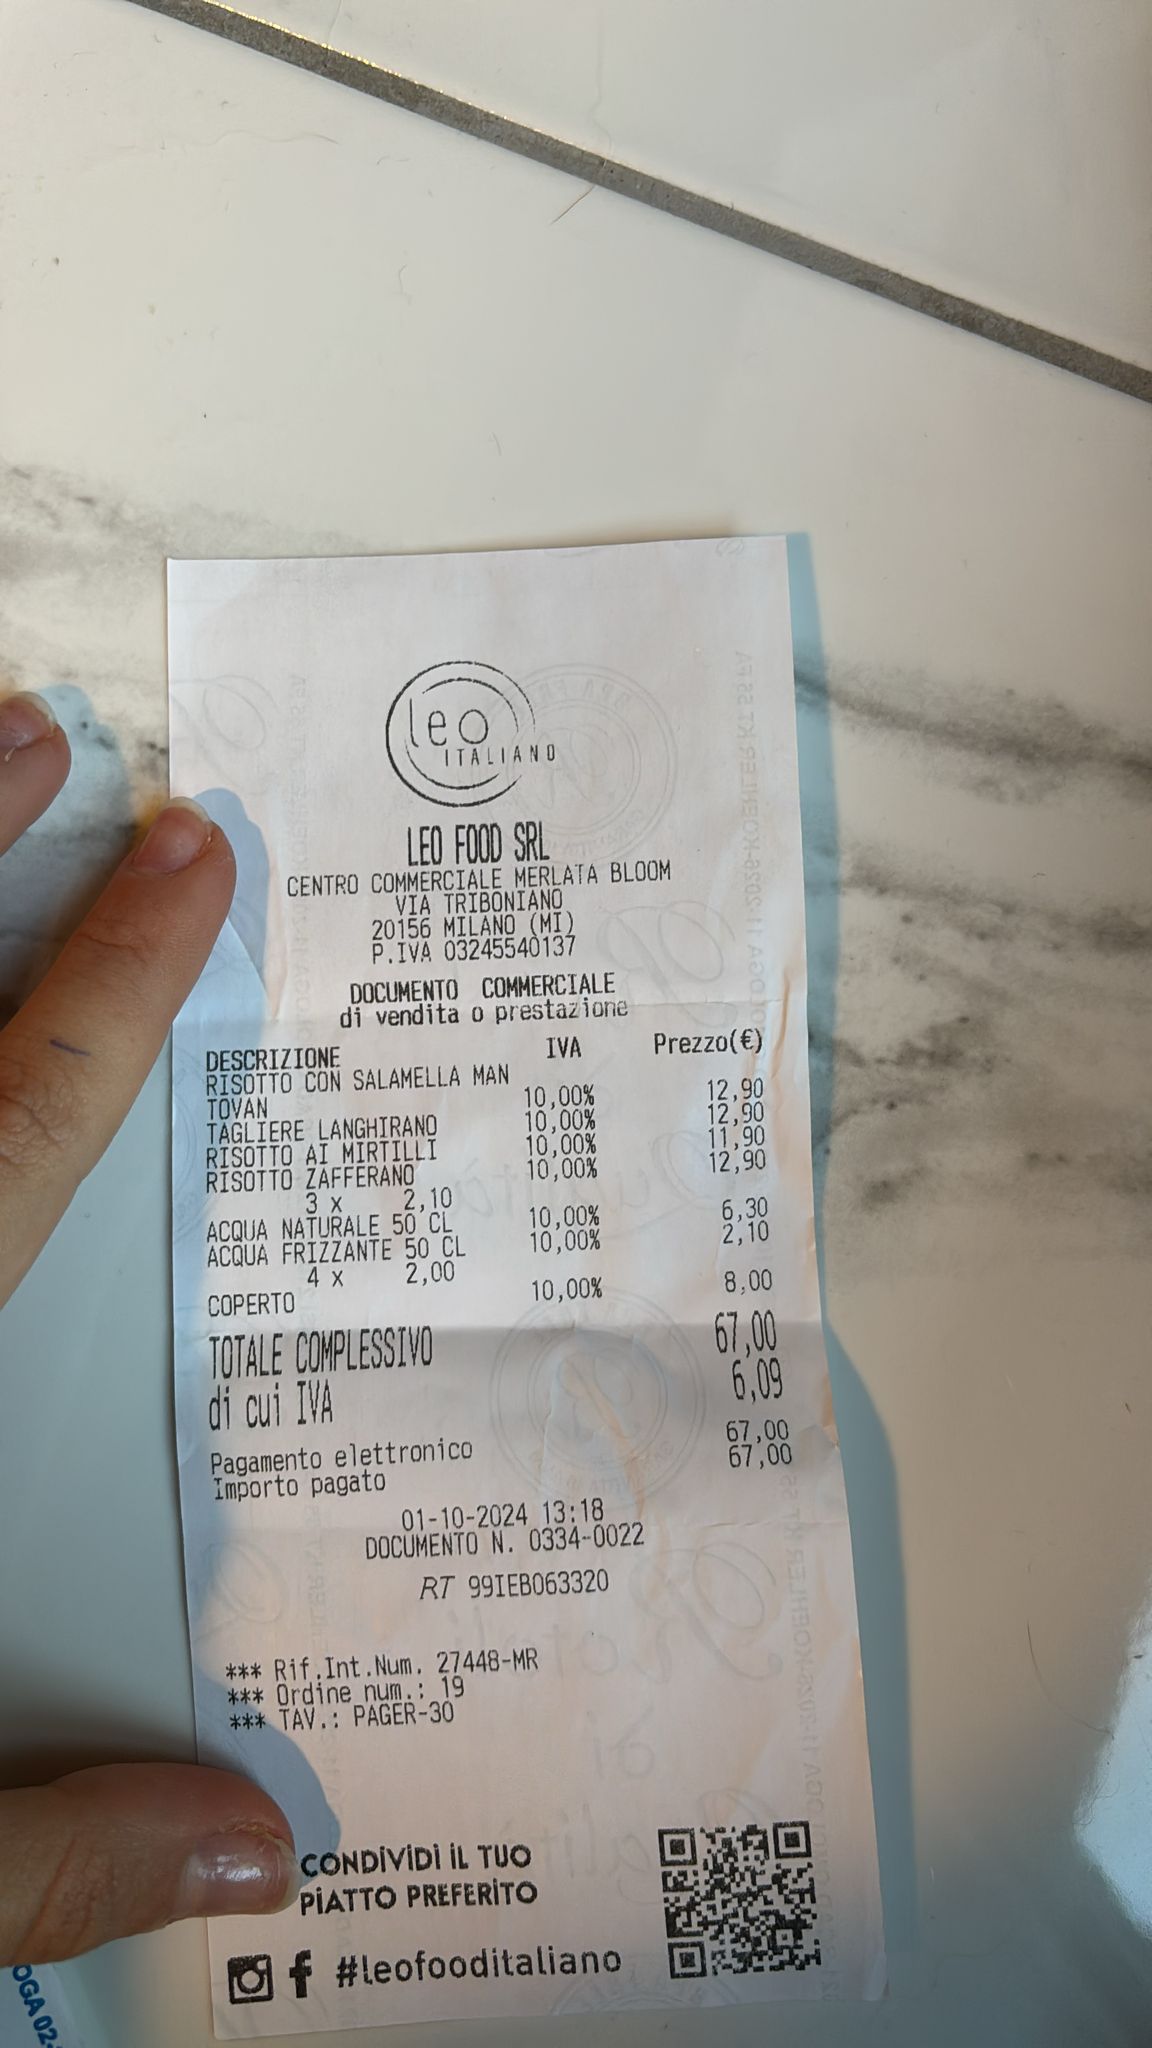 leo
ITALIANO
LEO FOOD SRL
CENTRO COMMERCIALE MERLATA BLOOM
VIA TRIBONIANO
20156 MILANO (MI)
P.IVA 03245540137
DOCUMENTO COMMERCIALE
di vendita o prestazione
DESCRIZIONE IVA Prezzo(€)
RISOTTO CON SALAMELLA MAN
TOVAN 10,00% 12,90
TAGLIERE LANGHIRANO 10,00% 12,90
RISOTTO AI MIRTILLI 10,00% 11,90
RISOTTO ZAFFERANO 10,00% 12,90
3 x 2,10
ACQUA NATURALE 50 CL 10,00% 6,30
ACQUA FRIZZANTE 50 CL 10,00% 2,10
4 x 2,00
COPERTO 10,00% 8,00
TOTALE COMPLESSIVO 67,00
di cui IVA 6,09
Pagamento elettronico 67,00
Importo pagato 67,00
01-10-2024 13:18
DOCUMENTO N. 0334-0022
RT 99IEB063320
*** Rif.Int.Num. 27448-MR
*** Ordine num.: 19
*** TAV.: PAGER-30
CONDIVIDI IL TUO
PIATTO PREFERITO
#leofooditaliano
OGA 02-